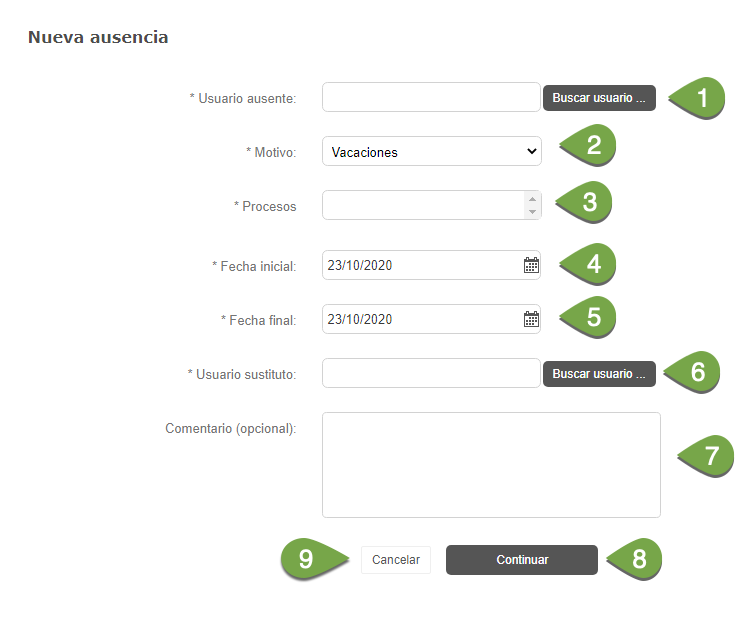 Nueva ausencia
* Usuario ausente: Buscar usuario ... 1
* Motivo: Vacaciones 2
* Procesos 3
* Fecha inicial: 23/10/2020 4
* Fecha final: 23/10/2020 5
* Usuario sustituto: Buscar usuario ... 6
Comentario (opcional): 7
9 Cancelar Continuar 8